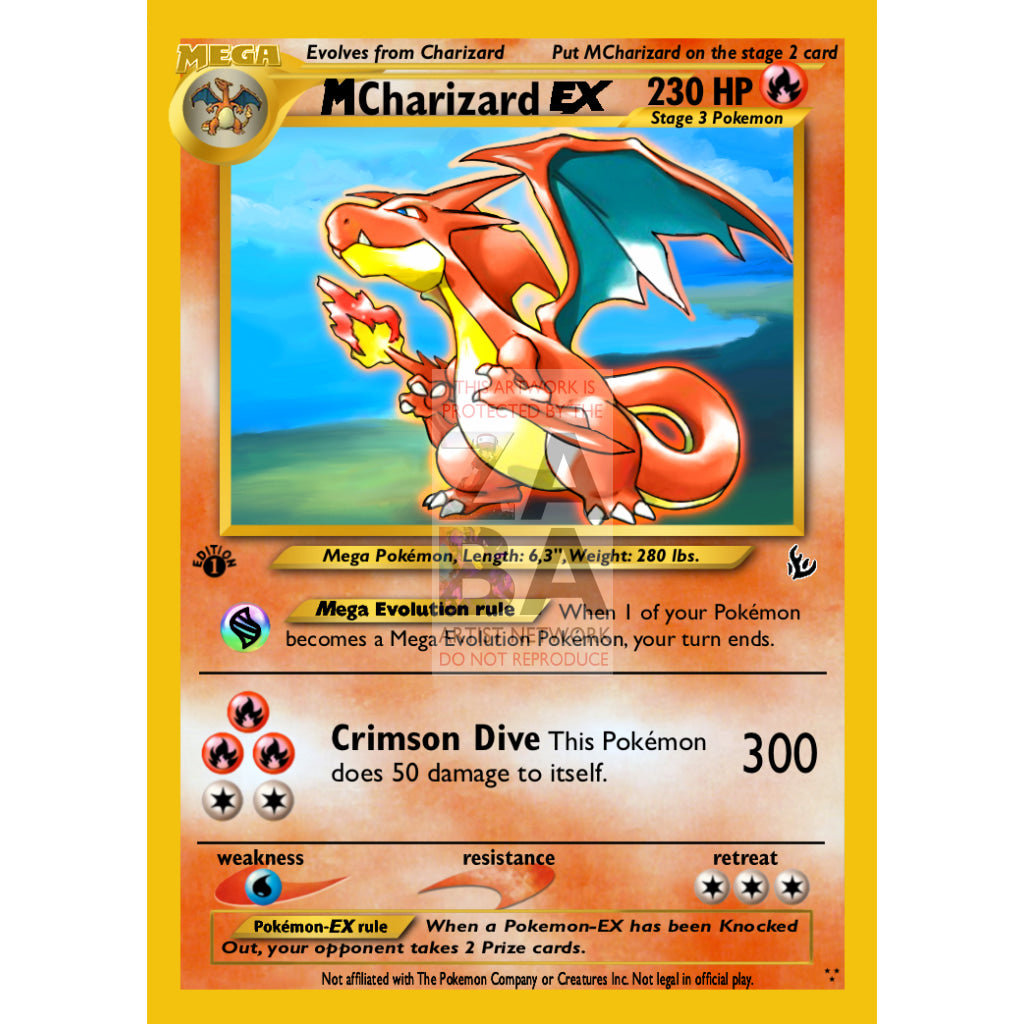 MEGA
Evolves from Charizard Put MCharizard on the stage 2 card
MCharizard EX 230 HP
Stage 3 Pokemon
THIS ARTWORK IS
PROTECTED BY THE
ZA
BA
ARTIST NETWORK
DO NOT REPRODUCE
EDITION
1
Mega Pokémon, Length: 6,3", Weight: 280 lbs.
Mega Evolution rule When 1 of your Pokémon
becomes a Mega Evolution Pokémon, your turn ends.
Crimson Dive This Pokémon
does 50 damage to itself.
300
weakness resistance retreat
Pokémon-EX rule When a Pokemon-EX has been Knocked
Out, your opponent takes 2 Prize cards.
Not affiliated with The Pokemon Company or Creatures Inc. Not legal in official play.